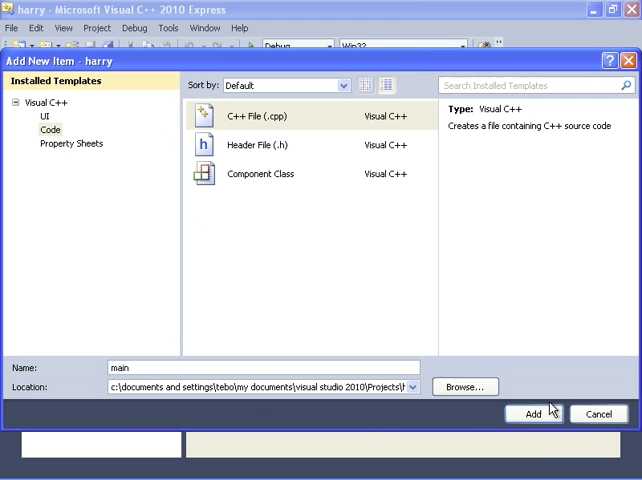 harry - Microsoft Visual C++ 2010 Express
File Edit View Project Debug Tools Window Help
Debug Win32
Add New Item - harry
Installed Templates
Sort by: Default
Search Installed Templates
Visual C++
UI
Code
Property Sheets
C++ File (.cpp) Visual C++
Header File (.h) Visual C++
Component Class Visual C++
Type: Visual C++
Creates a file containing C++ source code
Name: main
Location: c:\documents and settings\tebo\my documents\visual studio 2010\Projects\h
Browse...
Add Cancel